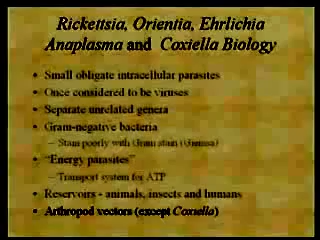 Rickettsia, Orientia, Ehrlichia
Anaplasma and Coxiella Biology
• Small obligate intracellular parasites
• Once considered to be viruses
• Separate unrelated genera
• Gram-negative bacteria
– Stain poorly with Gram stain (Giemsa)
• "Energy parasites"
– Transport system for ATP
• Reservoirs - animals, insects and humans
• Arthropod vectors (except Coxiella)